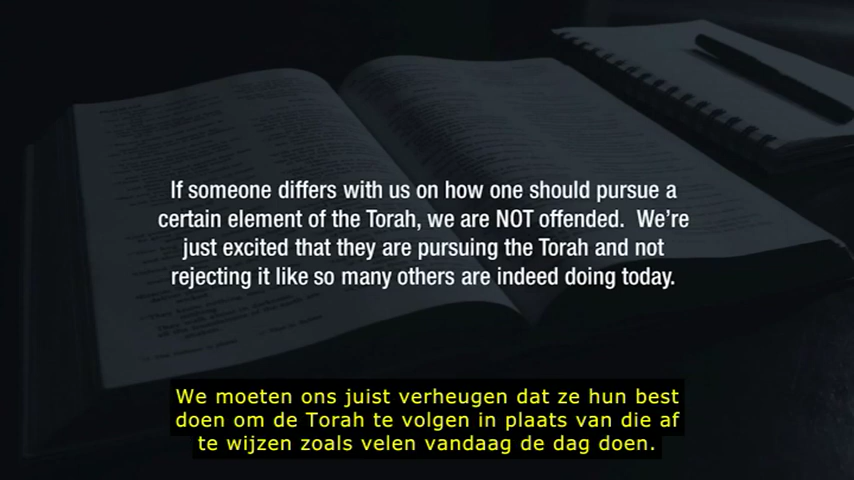 If someone differs with us on how one should pursue a
certain element of the Torah, we are NOT offended.  We're
just excited that they are pursuing the Torah and not
rejecting it like so many others are indeed doing today.
We moeten ons juist verheugen dat ze hun best
doen om de Torah te volgen in plaats van die af
te wijzen zoals velen vandaag de dag doen.